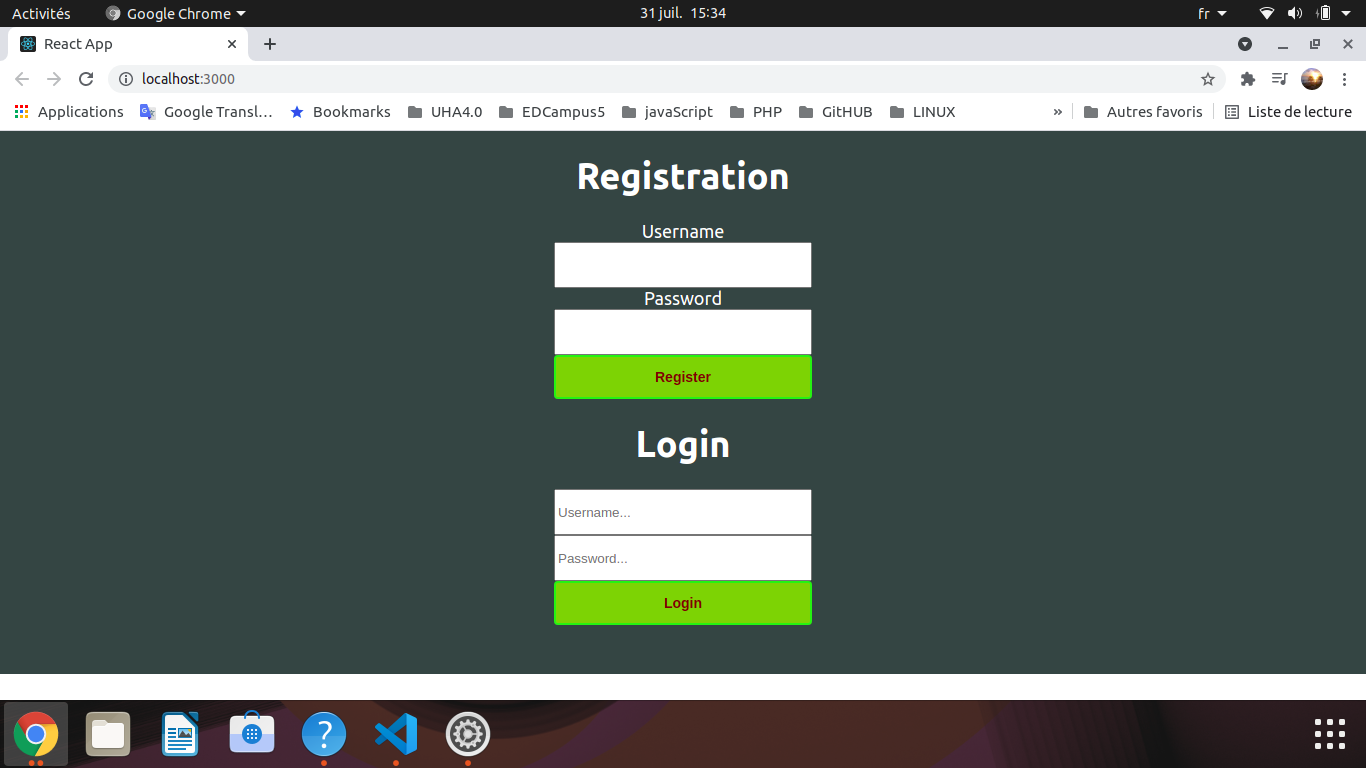 Activités Google Chrome 31 juil. 15:34 fr
React App
localhost:3000
Applications Google Transl... Bookmarks UHA4.0 EDCampus5 javaScript PHP GitHUB LINUX » Autres favoris Liste de lecture
Registration
Username
Password
Register
Login
Username...
Password...
Login